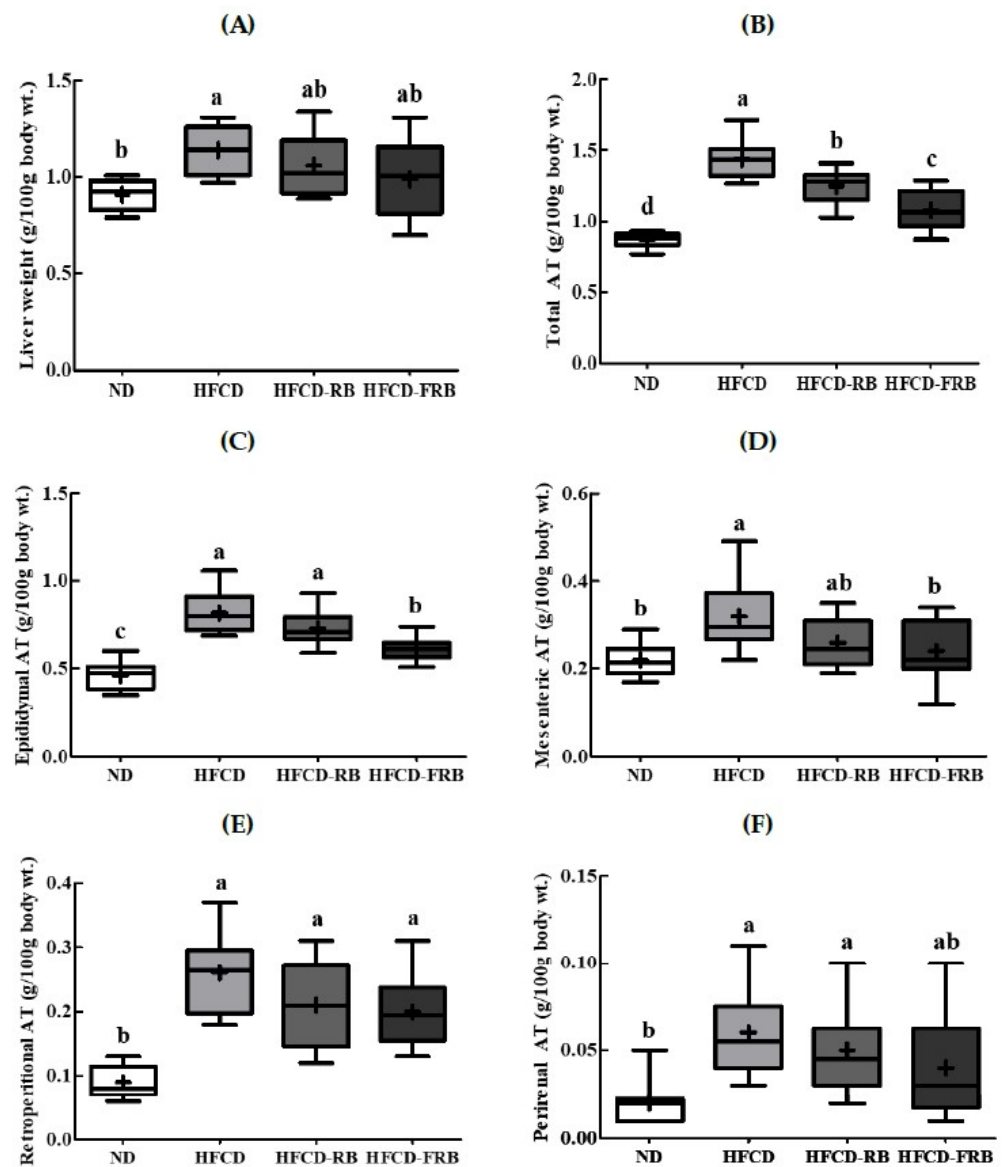 (A)
Liver weight (g/100g body wt.)
1.5
1.0
0.5
0.0
b
a
ab
ab
ND HFCD HFCD-RB HFCD-FRB
(B)
Total AT (g/100g body wt.)
2.0
1.5
1.0
0.5
0.0
d
a
b
c
ND HFCD HFCD-RB HFCD-FRB
(C)
Epididymal AT (g/100g body wt.)
1.5
1.0
0.5
0.0
c
a
a
b
ND HFCD HFCD-RB HFCD-FRB
(D)
Mesenteric AT (g/100g body wt.)
0.6
0.4
0.2
0.0
b
a
ab
b
ND HFCD HFCD-RB HFCD-FRB
(E)
Retroperitional AT (g/100g body wt.)
0.4
0.3
0.2
0.1
0.0
b
a
a
a
ND HFCD HFCD-RB HFCD-FRB
(F)
Perirenal AT (g/100g body wt.)
0.15
0.10
0.05
0.00
b
a
a
ab
ND HFCD HFCD-RB HFCD-FRB